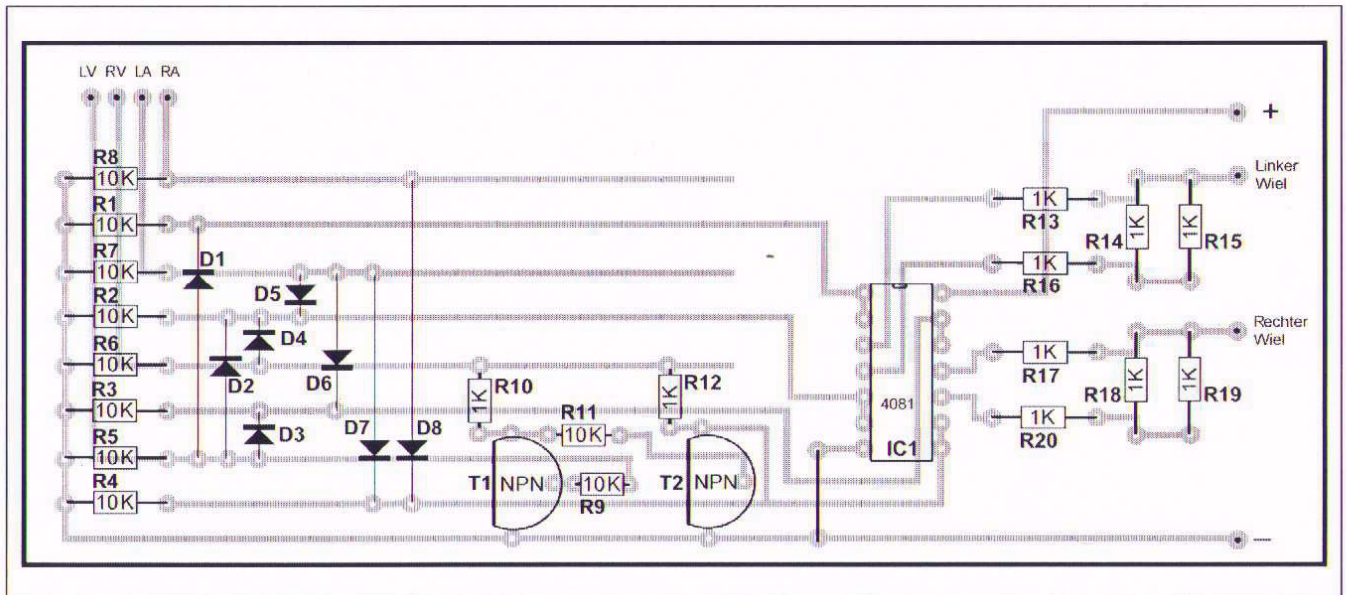 LV RV LA RA
+
R8
10K
Linker
Wiel
R1
10K
1K
R13
R14
1K
1K
R15
R7
10K
D1
1K
R16
D5
R2
10K
D4
Rechter
Wiel
R6
10K
D2
D6
R10
1K
R12
1K
1K
R17
R18
1K
1K
R19
R3
10K
4081
R11
10K
1K
R20
D3
D7
D8
IC1
R5
10K
T1
NPN
10K
R9
T2
NPN
R4
10K
—